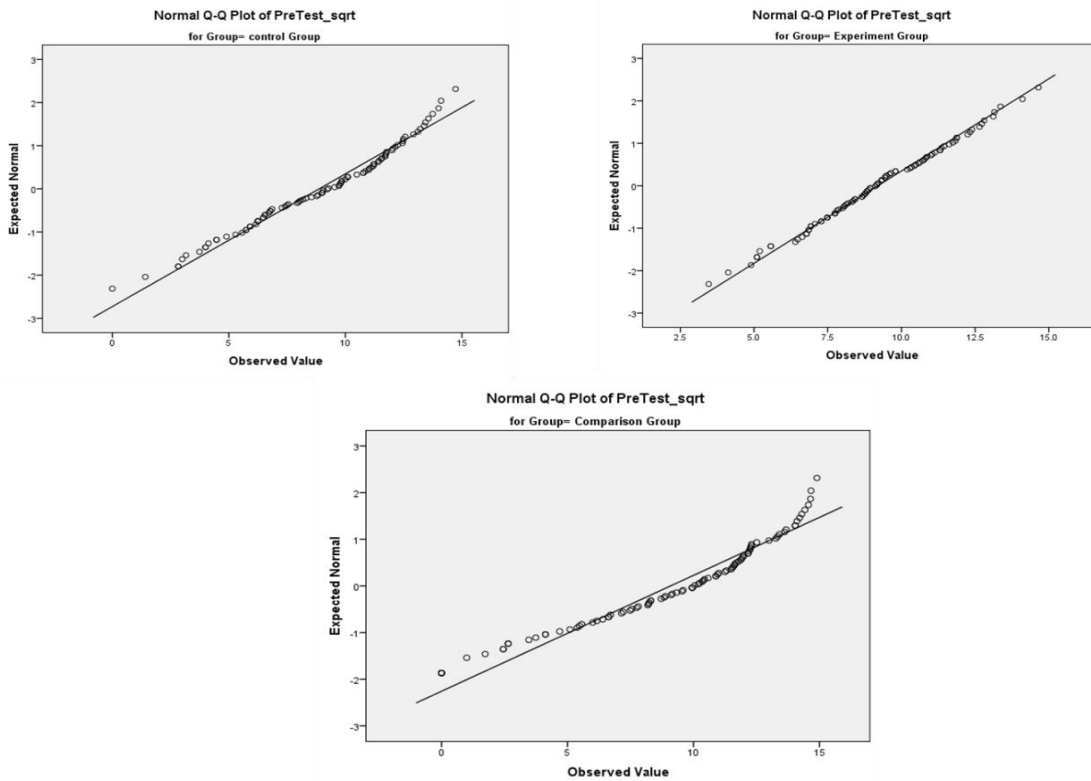 Normal Q-Q Plot of PreTest_sqrt
for Group= control Group
3
2
1
0
-1
-2
-3
Expected Normal
0 5 10 15
Observed Value
Normal Q-Q Plot of PreTest_sqrt
for Group= Experiment Group
3
2
1
0
-1
-2
-3
Expected Normal
2.5 5.0 7.5 10.0 12.5 15.0
Observed Value
Normal Q-Q Plot of PreTest_sqrt
for Group= Comparison Group
3
2
1
0
-1
-2
-3
Expected Normal
0 5 10 15
Observed Value